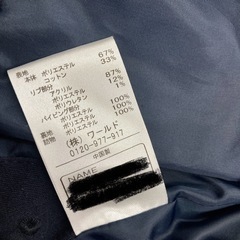 表地
本体 ポリエステル 67%
コットン 33%
リブ部分
アクリル 87%
ポリエステル 12%
ポリウレタン 1%
パイピング部分
ポリエステル 100%
裏地 ポリエステル 100%
詰物 ポリエステル 100%
(株) ワールド
0120-977-917
中国製
NAME